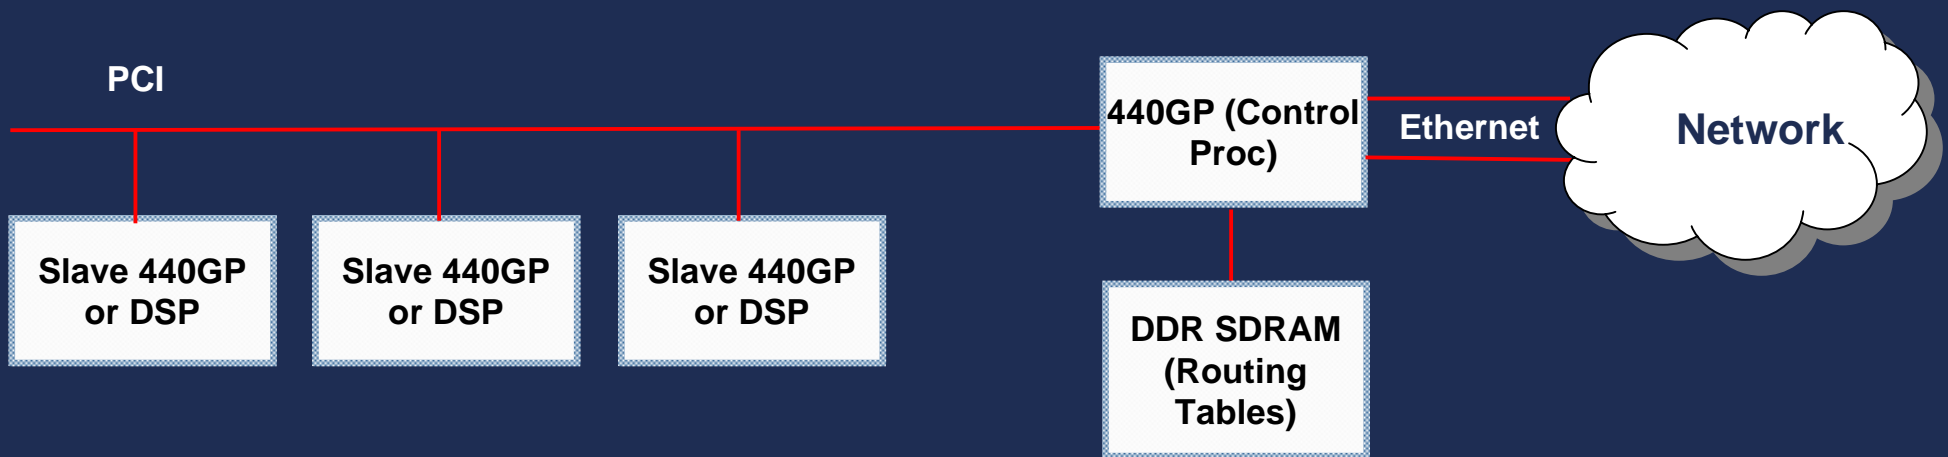 PCI
440GP (Control
Proc)
Ethernet
Network
Slave 440GP
or DSP
Slave 440GP
or DSP
Slave 440GP
or DSP
DDR SDRAM
(Routing
Tables)